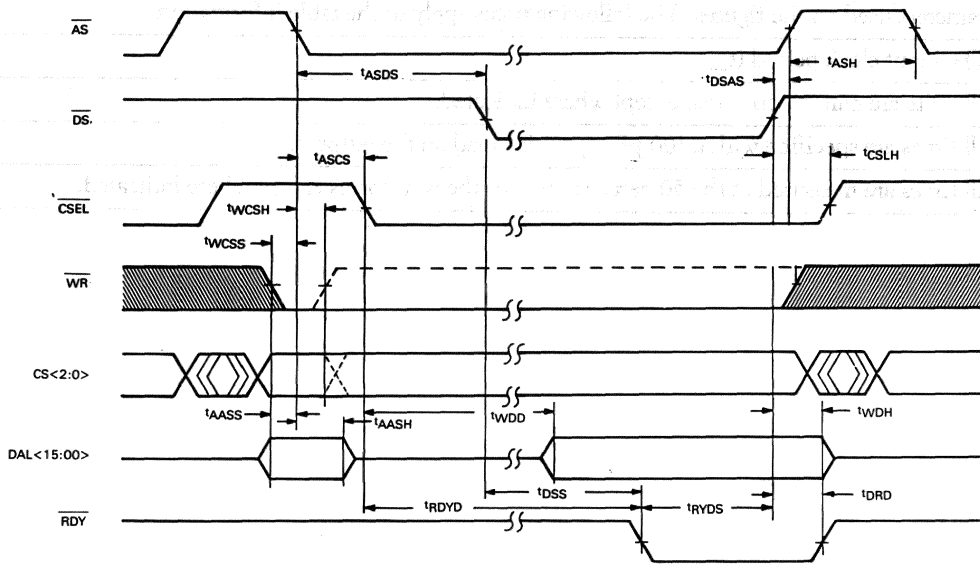 AS
tASDS
tDSAS
tASH
DS
tASCS
tCSLH
CSEL
tWCSH
tWCSS
WR
CS<2:0>
tAASS
tAASH
tWDD
tWDH
DAL<15:00>
tDSS
tRDYD
tRYDS
tDRD
RDY